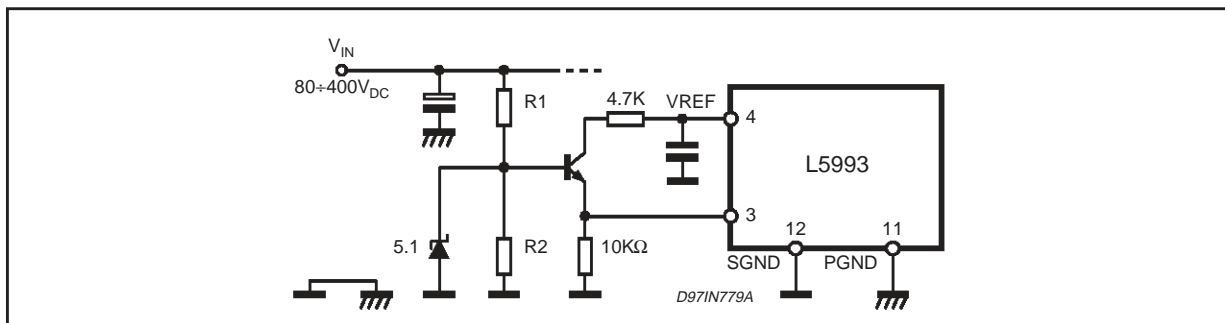 V_IN
80÷400V_DC
R1
4.7K
VREF
4
L5993
3
5.1
R2
10KΩ
12
11
SGND
PGND
D97IN779A